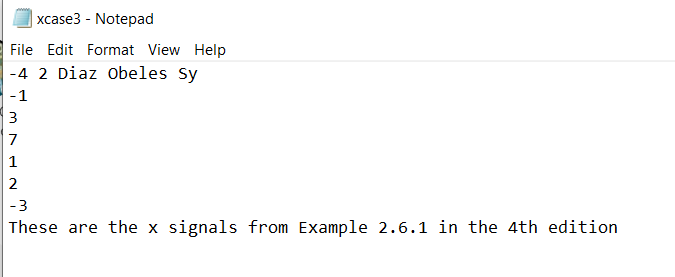 xcase3 - Notepad
File Edit Format View Help
-4 2 Diaz Obeles Sy
-1
3
7
1
2
-3
These are the x signals from Example 2.6.1 in the 4th edition